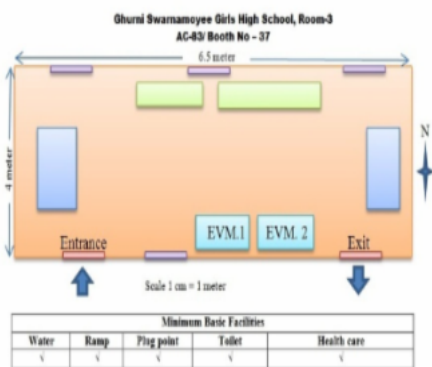 Ghurni Swarnamoyee Girls High School, Room-3
AC-83/ Booth No – 37
6.5 meter
4 meter
N
EVM.1 EVM. 2
Entrance
Exit
Scale 1 cm = 1 meter
Minimum Basic Facilities
Water Ramp Plug point Toilet Health care
√ √ √ √ √